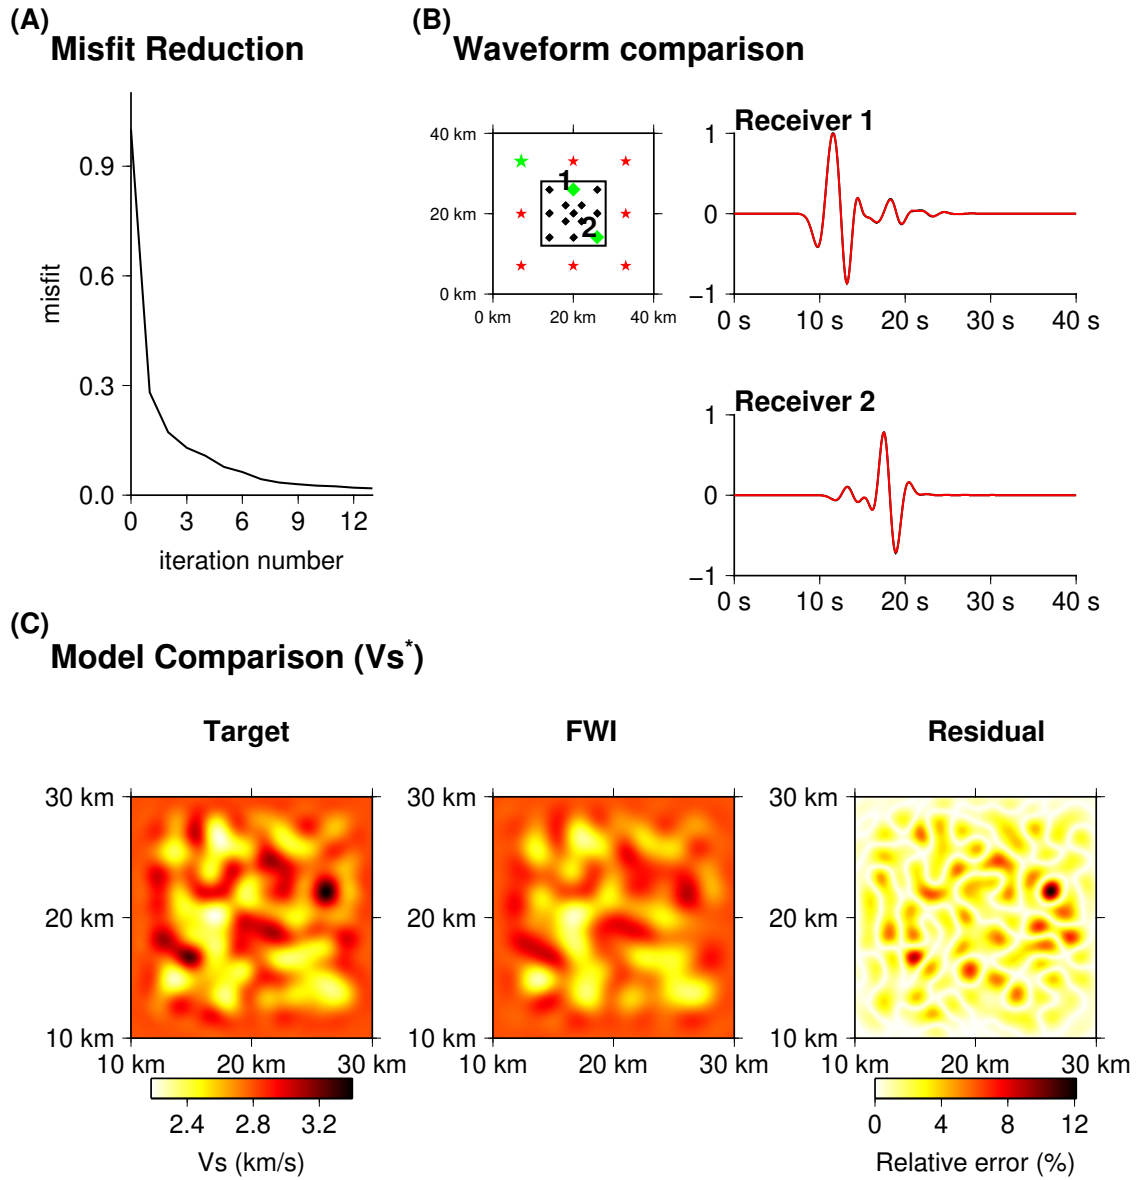 (A)
Misfit Reduction
0.9
0.6
0.3
0.0
misfit
0 3 6 9 12
iteration number
(B)
Waveform comparison
40 km
20 km
0 km
0 km 20 km 40 km
1
2
Receiver 1
1
0
−1
0 s 10 s 20 s 30 s 40 s
Receiver 2
1
0
−1
0 s 10 s 20 s 30 s 40 s
(C)
Model Comparison (Vs*)
Target
30 km
20 km
10 km
10 km 20 km 30 km
2.4 2.8 3.2
Vs (km/s)
FWI
30 km
20 km
10 km
10 km 20 km 30 km
Residual
30 km
20 km
10 km
10 km 20 km 30 km
0 4 8 12
Relative error (%)